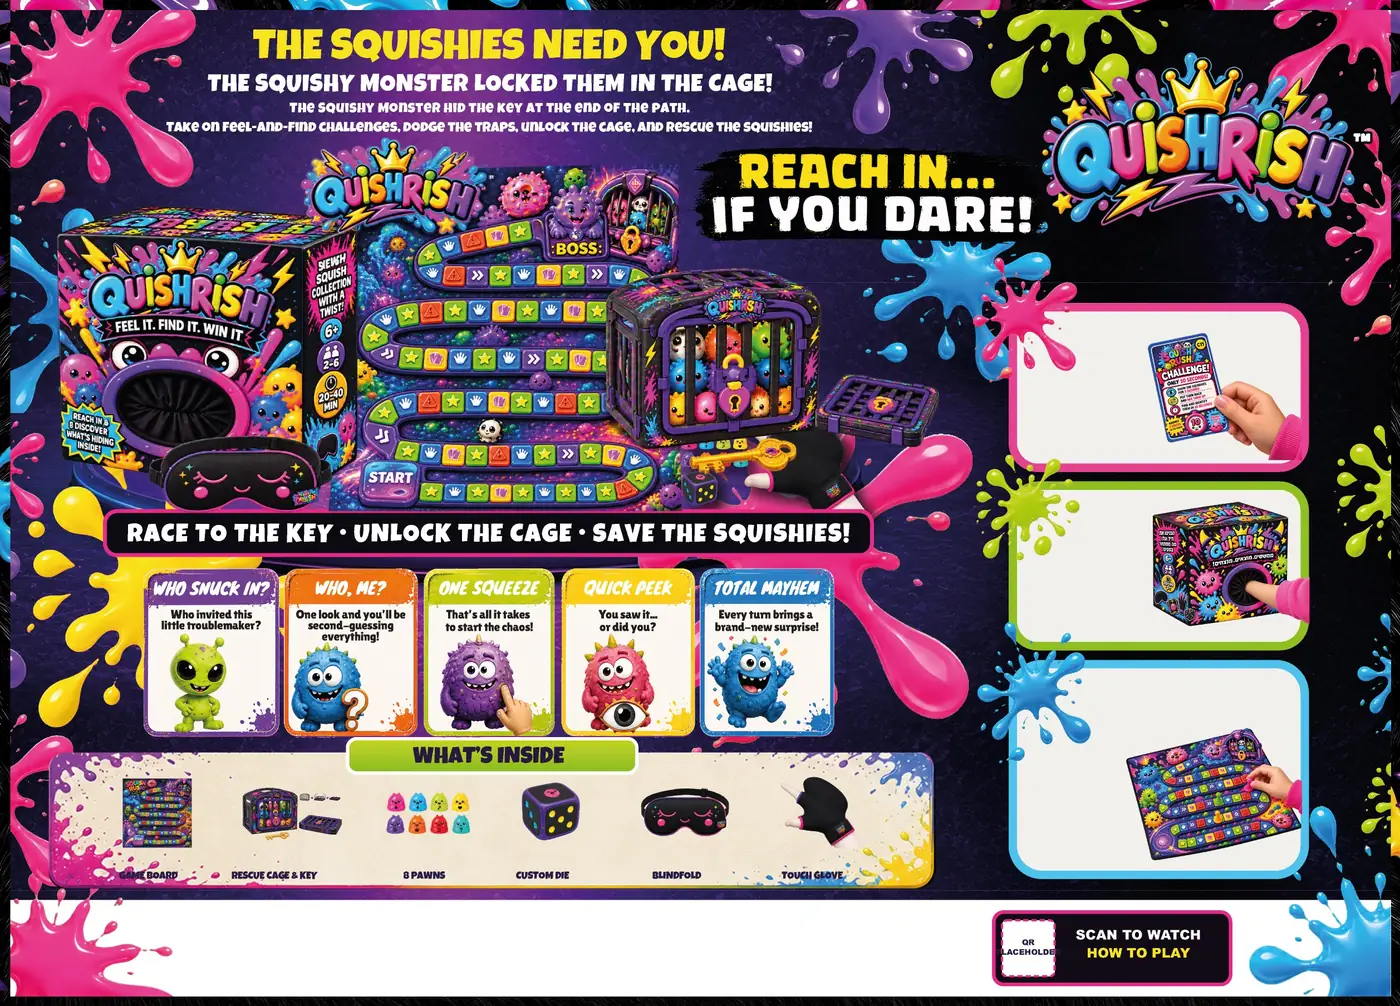 THE SQUISHIES NEED YOU!
THE SQUISHY MONSTER LOCKED THEM IN THE CAGE!
THE SQUISHY MONSTER HID THE KEY AT THE END OF THE PATH.
TAKE ON FEEL-AND-FIND CHALLENGES, DODGE THE TRAPS, UNLOCK THE CAGE, AND RESCUE THE SQUISHIES!
QUISHRISH™
REACH IN...
IF YOU DARE!
QUISHRISH
BOSS:
QUISHRISH
FEEL IT. FIND IT. WIN IT
SQUISH
COLLECTION
WITH A
TWIST!
6+
2-6
20-40
MIN
REACH IN &
DISCOVER
WHAT'S HIDING
INSIDE!
QUISHRISH
START
RACE TO THE KEY • UNLOCK THE CAGE • SAVE THE SQUISHIES!
WHO SNUCK IN?
Who invited this
little troublemaker?
WHO, ME?
One look and you'll be
second-guessing
everything!
ONE SQUEEZE
That's all it takes
to start the chaos!
QUICK PEEK
You saw it...
or did you?
TOTAL MAYHEM
Every turn brings a
brand-new surprise!
WHAT'S INSIDE
GAME BOARD
RESCUE CAGE & KEY
8 PAWNS
CUSTOM DIE
BLINDFOLD
TOUCH GLOVE
CHALLENGE!
ONLY 10 SECONDS!
QUISHRISH
QR
LACEHOLDE
SCAN TO WATCH
HOW TO PLAY